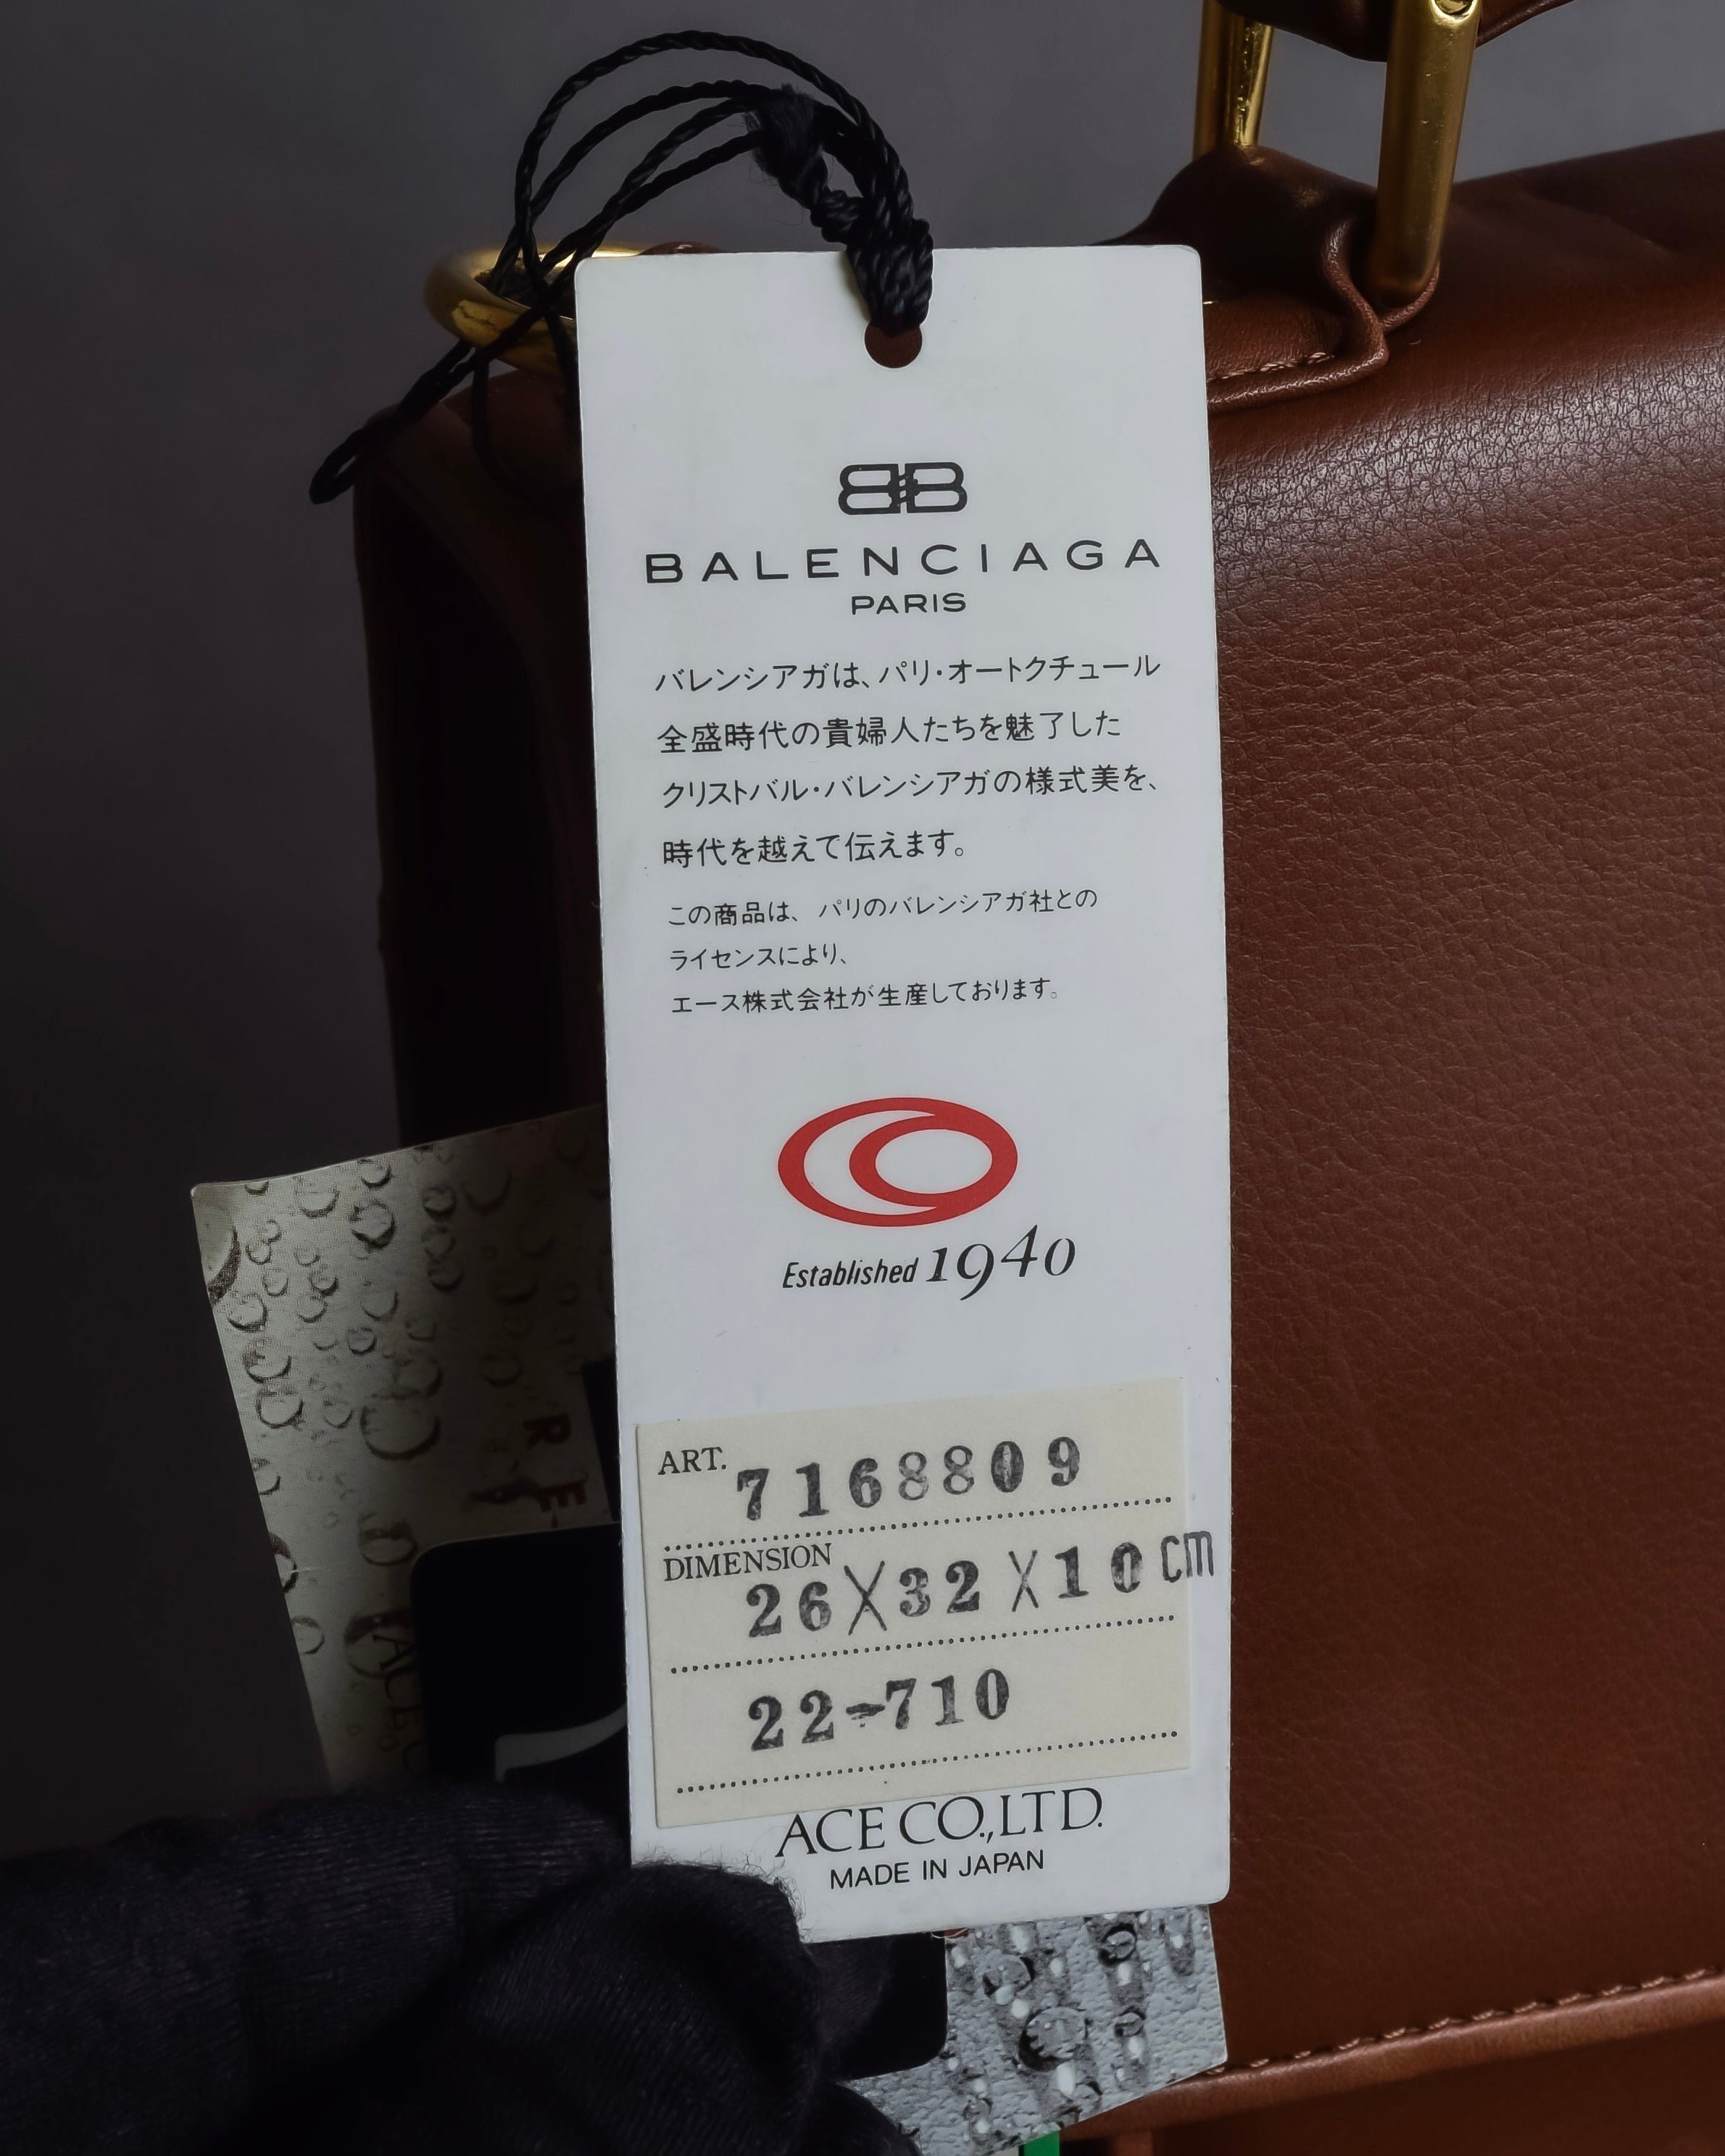 BB
BALENCIAGA
PARIS
バレンシアガは、パリ・オートクチュール
全盛時代の貴婦人たちを魅了した
クリストバル・バレンシアガの様式美を、
時代を越えて伝えます。
この商品は、パリのバレンシアガ社との
ライセンスにより、
エース株式会社が生産しております。
Established 1940
ART. 7168809
DIMENSION
26X32X10cm
22-710
ACE CO.,LTD.
MADE IN JAPAN